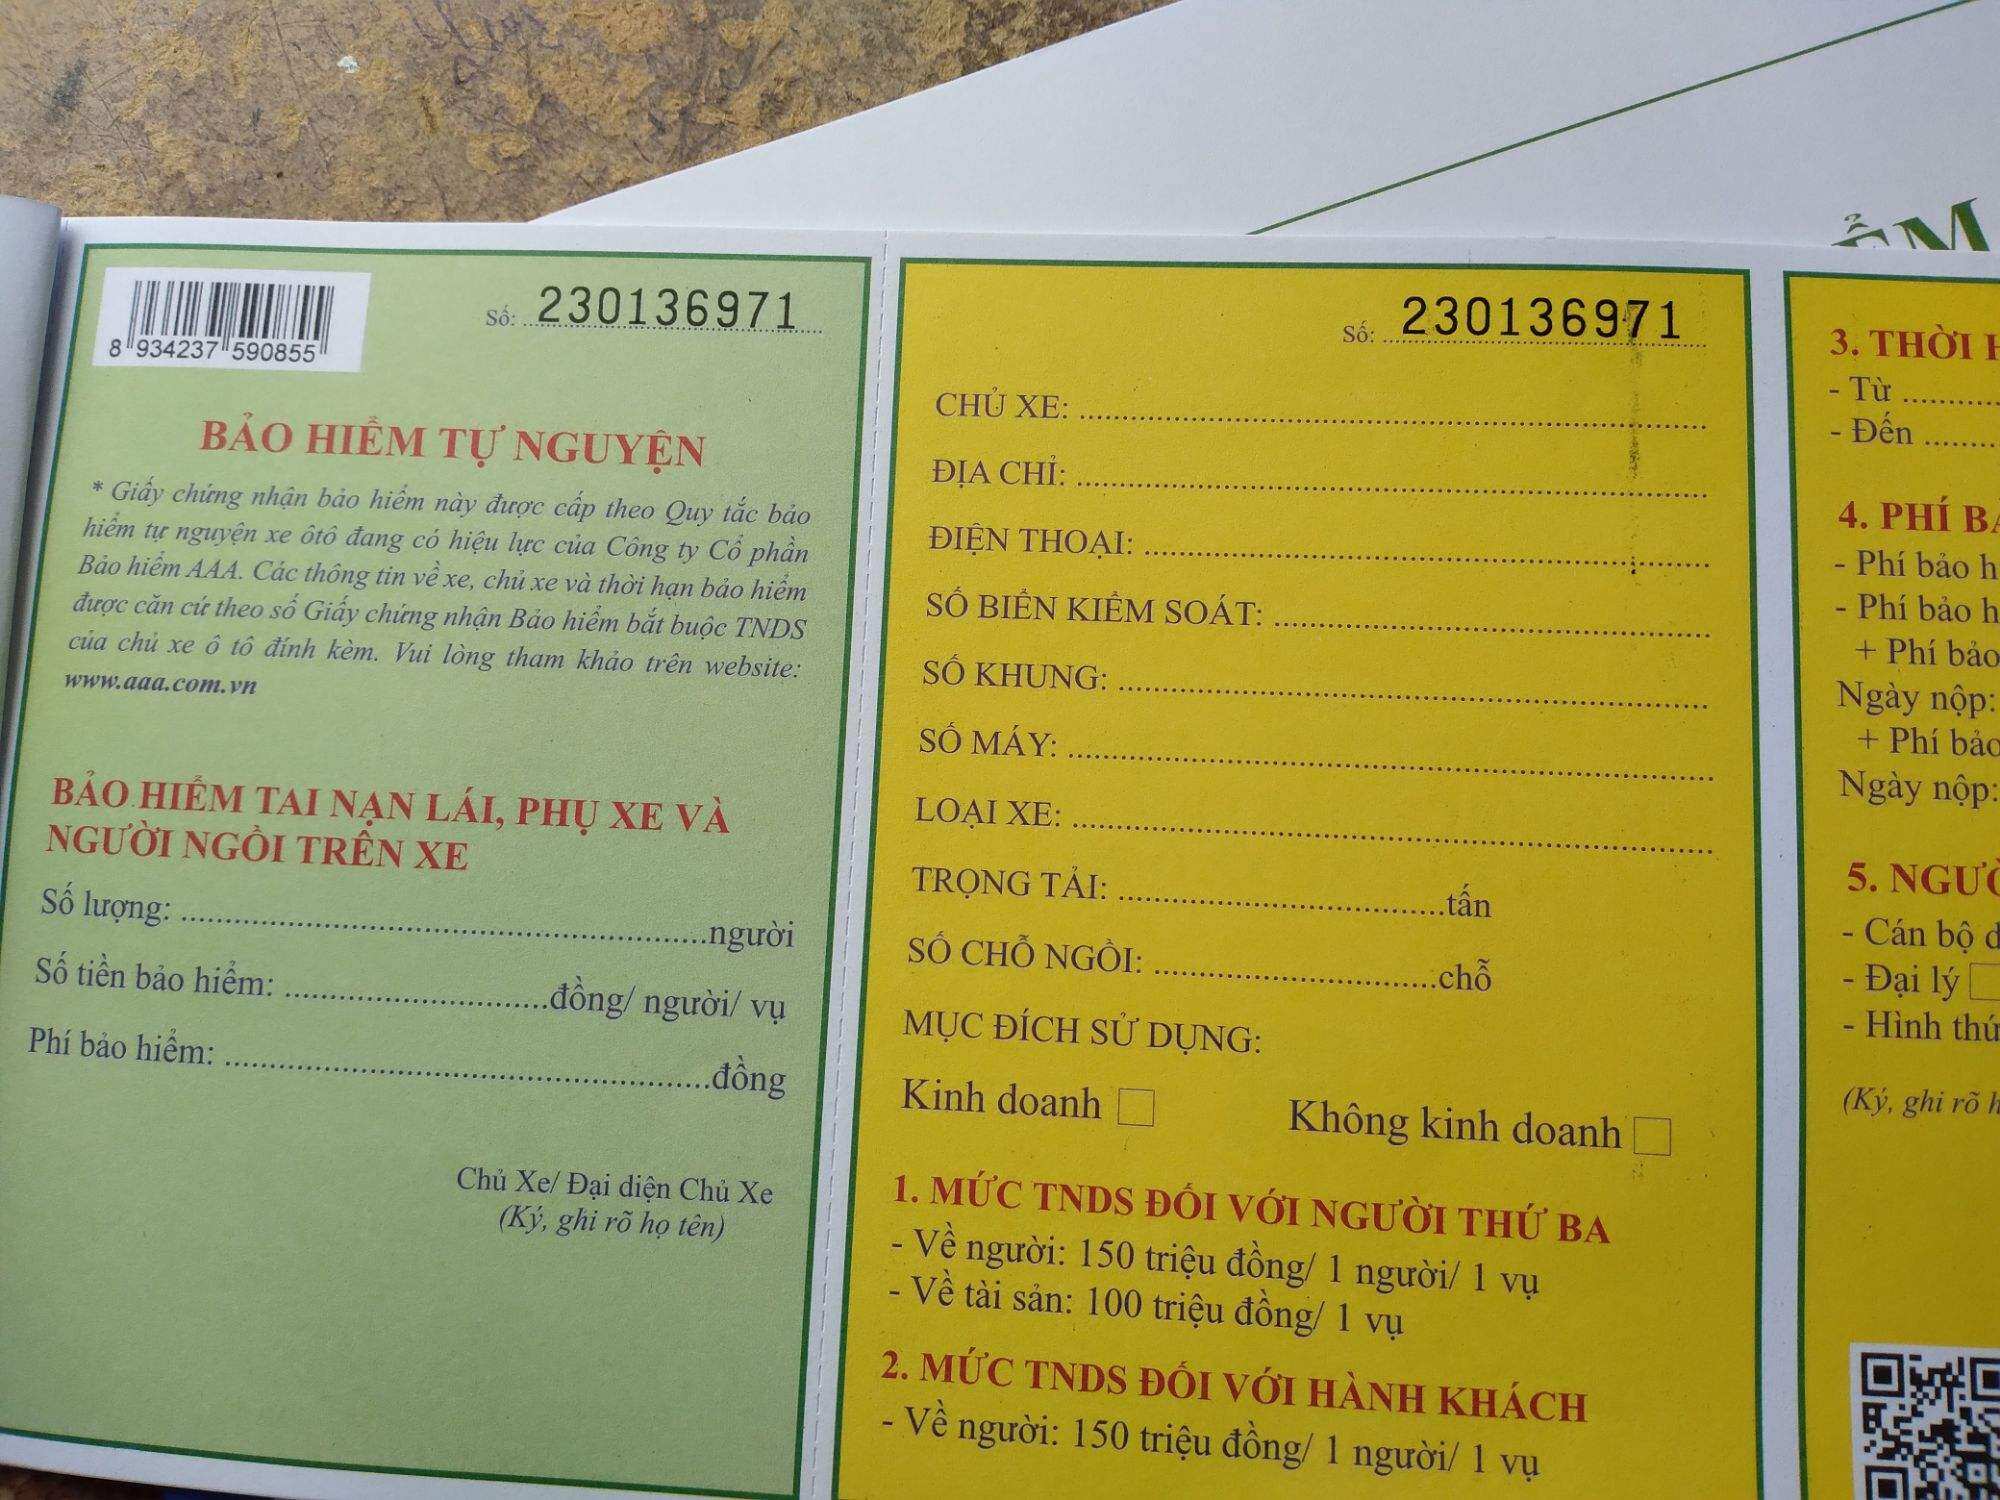 8 934237 590855
Số: 230136971
BẢO HIỂM TỰ NGUYỆN
* Giấy chứng nhận bảo hiểm này được cấp theo Quy tắc bảo
hiểm tự nguyện xe ôtô đang có hiệu lực của Công ty Cổ phần
Bảo hiểm AAA. Các thông tin về xe, chủ xe và thời hạn bảo hiểm
được căn cứ theo số Giấy chứng nhận Bảo hiểm bắt buộc TNDS
của chủ xe ô tô đính kèm. Vui lòng tham khảo trên website:
www.aaa.com.vn
BẢO HIỂM TAI NẠN LÁI, PHỤ XE VÀ
NGƯỜI NGỒI TRÊN XE
Số lượng: ..........người
Số tiền bảo hiểm: ..........đồng/ người/ vụ
Phí bảo hiểm: ..........đồng
Chủ Xe/ Đại diện Chủ Xe
(Ký, ghi rõ họ tên)
Số: 230136971
CHỦ XE: ..........
ĐỊA CHỈ: ..........
ĐIỆN THOẠI: ..........
SỐ BIỂN KIỂM SOÁT: ..........
SỐ KHUNG: ..........
SỐ MÁY: ..........
LOẠI XE: ..........
TRỌNG TẢI: ..........tấn
SỐ CHỖ NGỒI: ..........chỗ
MỤC ĐÍCH SỬ DỤNG:
Kinh doanh □ Không kinh doanh □
1. MỨC TNDS ĐỐI VỚI NGƯỜI THỨ BA
- Về người: 150 triệu đồng/ 1 người/ 1 vụ
- Về tài sản: 100 triệu đồng/ 1 vụ
2. MỨC TNDS ĐỐI VỚI HÀNH KHÁCH
- Về người: 150 triệu đồng/ 1 người/ 1 vụ
3. THỜI
- Từ ..........
- Đến ..........
4. PHÍ
- Phí bảo
- Phí bảo
+ Phí bảo
Ngày nộp:
+ Phí bảo
Ngày nộp:
5.
- Cán bộ
- Đại lý □
- Hình
(Ký, ghi rõ